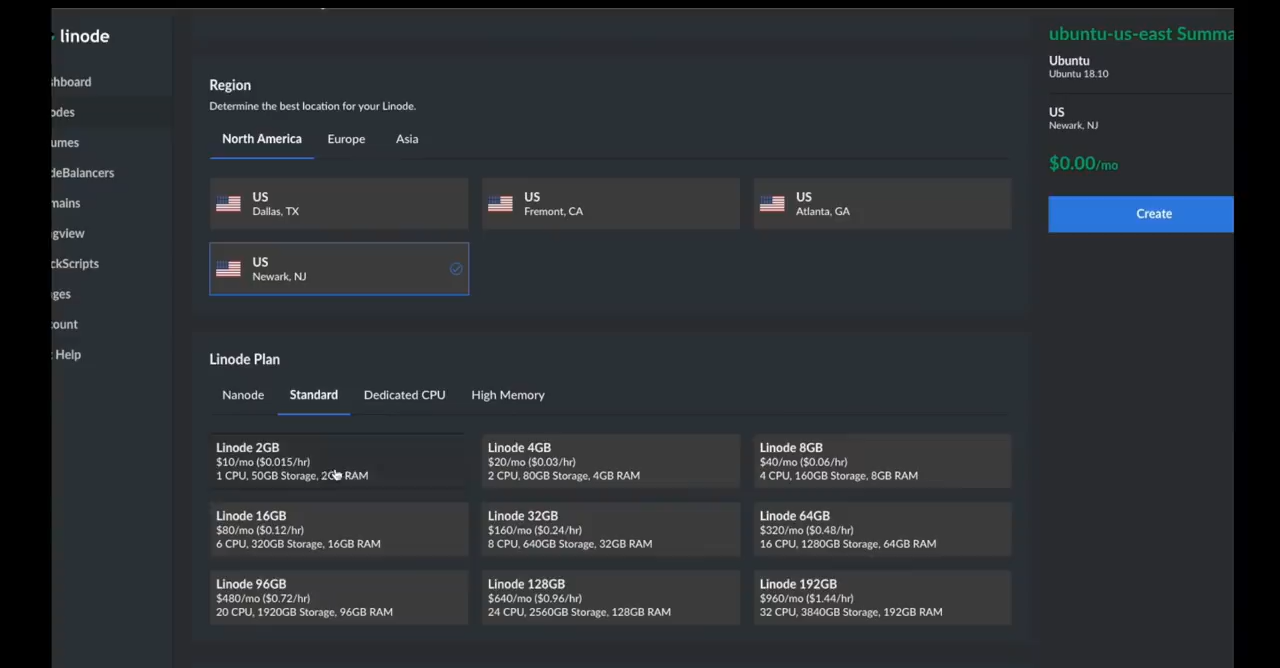 linode
shboard
odes
umes
deBalancers
mains
gview
ckScripts
ges
ount
Help
Region
Determine the best location for your Linode.
North America Europe Asia
US
Dallas, TX
US
Fremont, CA
US
Atlanta, GA
US
Newark, NJ
Linode Plan
Nanode Standard Dedicated CPU High Memory
Linode 2GB
$10/mo ($0.015/hr)
1 CPU, 50GB Storage, 2GB RAM
Linode 4GB
$20/mo ($0.03/hr)
2 CPU, 80GB Storage, 4GB RAM
Linode 8GB
$40/mo ($0.06/hr)
4 CPU, 160GB Storage, 8GB RAM
Linode 16GB
$80/mo ($0.12/hr)
6 CPU, 320GB Storage, 16GB RAM
Linode 32GB
$160/mo ($0.24/hr)
8 CPU, 640GB Storage, 32GB RAM
Linode 64GB
$320/mo ($0.48/hr)
16 CPU, 1280GB Storage, 64GB RAM
Linode 96GB
$480/mo ($0.72/hr)
20 CPU, 1920GB Storage, 96GB RAM
Linode 128GB
$640/mo ($0.96/hr)
24 CPU, 2560GB Storage, 128GB RAM
Linode 192GB
$960/mo ($1.44/hr)
32 CPU, 3840GB Storage, 192GB RAM
ubuntu-us-east Summa
Ubuntu
Ubuntu 18.10
US
Newark, NJ
$0.00/mo
Create